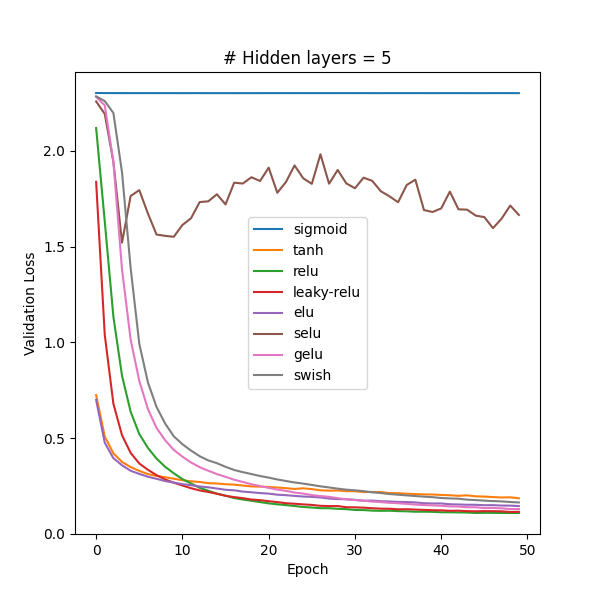 # Hidden layers = 5
2.0
1.5
1.0
0.5
0.0
Validation Loss
sigmoid
tanh
relu
leaky-relu
elu
selu
gelu
swish
0 10 20 30 40 50
Epoch